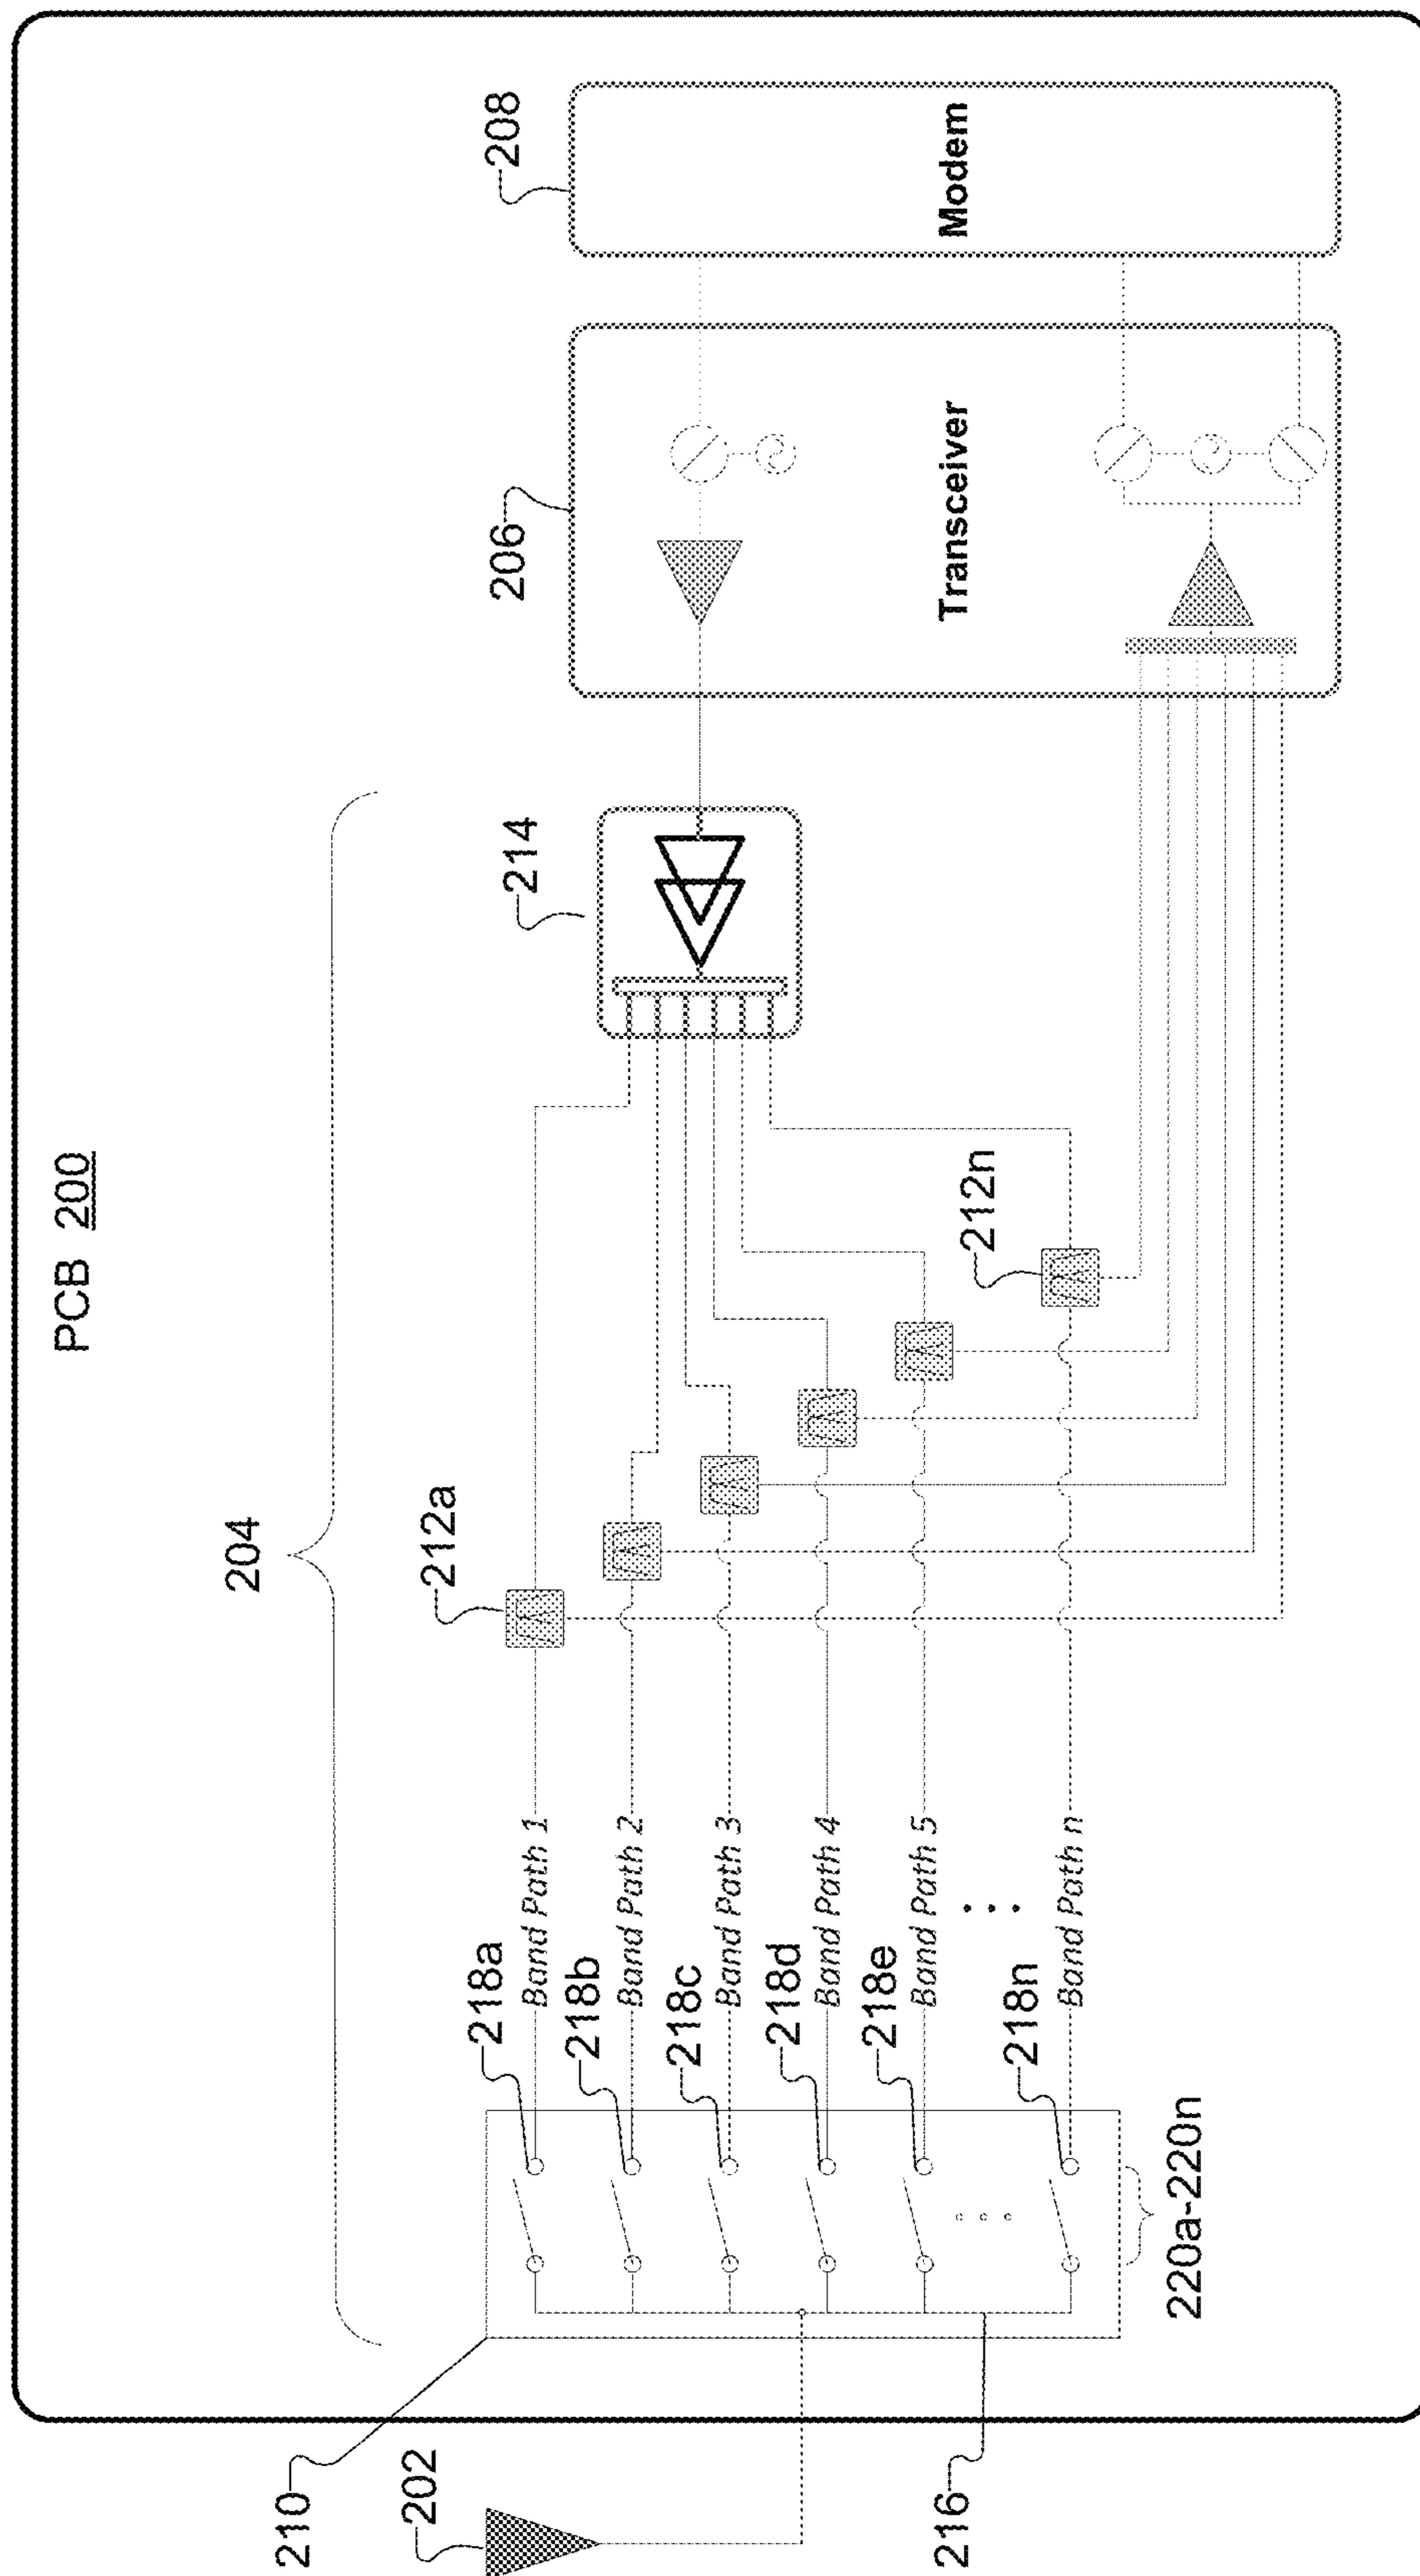 PCB 200
204
210
202
216
220a-220n
218a
218b
218c
218d
218e
218n
Band Path 1
Band Path 2
Band Path 3
Band Path 4
Band Path 5
Band Path n
212a
212n
214
206
Transceiver
208
Modem